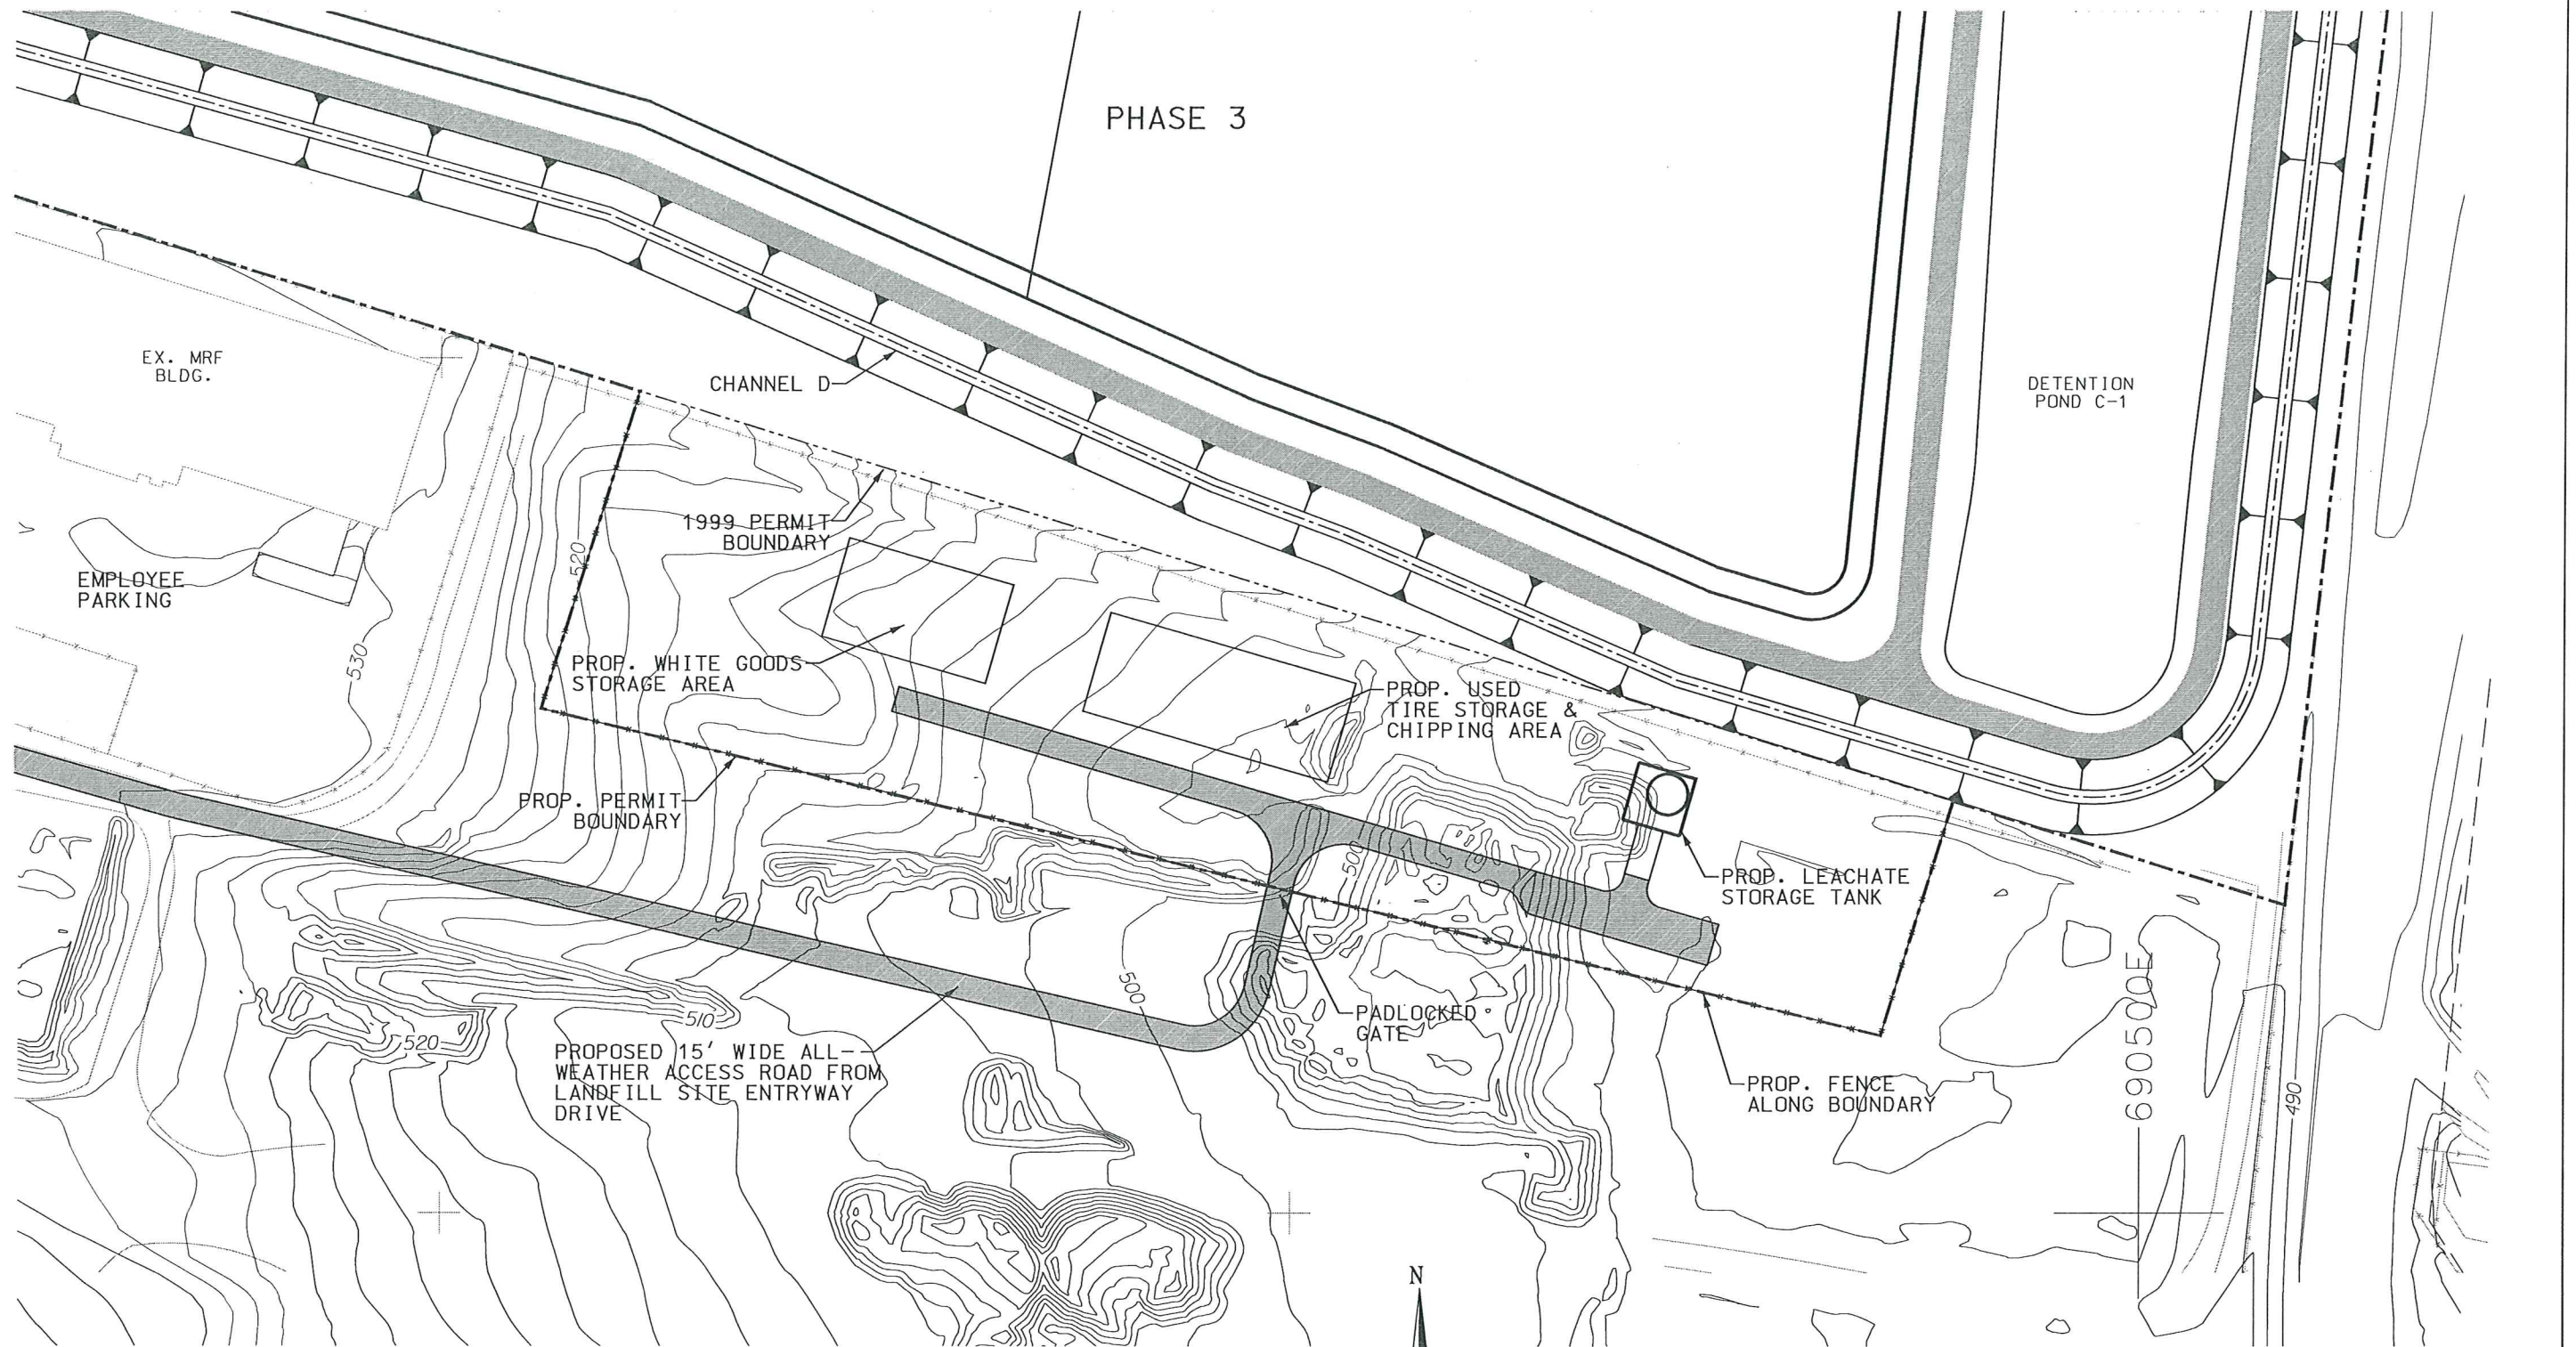 PHASE 3
EX. MRF
BLDG.
CHANNEL D
DETENTION
POND C-1
1999 PERMIT
BOUNDARY
520
EMPLOYEE
PARKING
530
PROP. WHITE GOODS
STORAGE AREA
PROP. USED
TIRE STORAGE &
CHIPPING AREA
PROP. PERMIT
BOUNDARY
500
PROP. LEACHATE
STORAGE TANK
500
690500E
510
520
PADLOCKED
GATE
PROPOSED 15' WIDE ALL-
WEATHER ACCESS ROAD FROM
LANDFILL SITE ENTRYWAY
DRIVE
PROP. FENCE
ALONG BOUNDARY
490
N